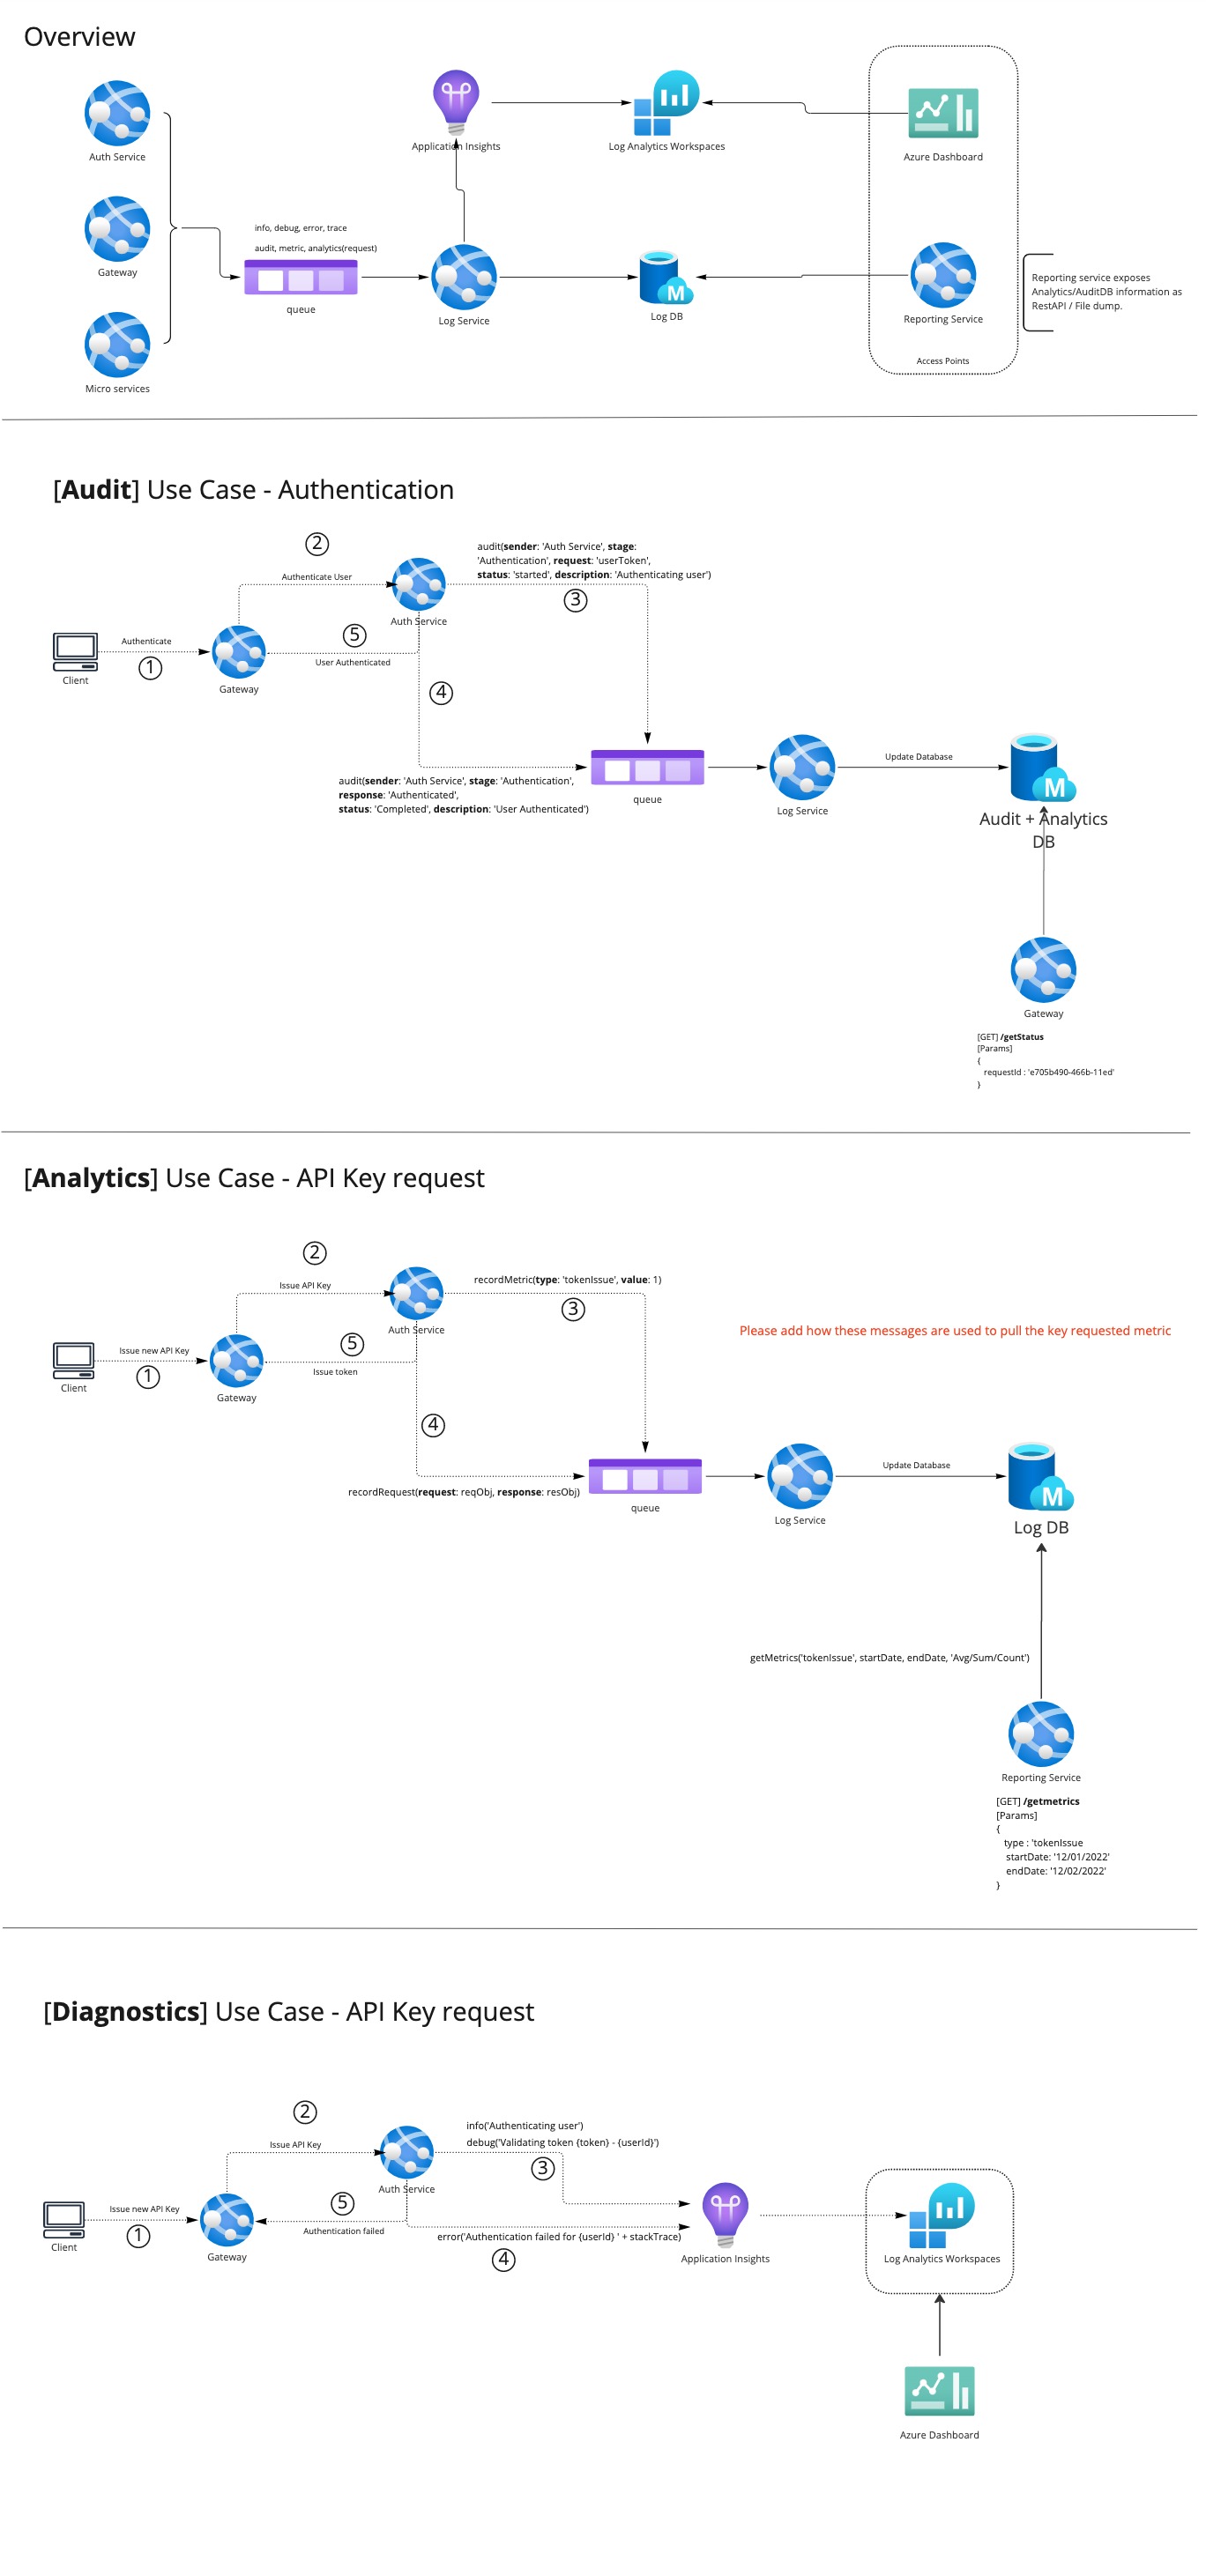 Overview
Auth Service
Gateway
Micro services
info, debug, error, trace
audit, metric, analytics(request)
queue
Application Insights
Log Service
Log Analytics Workspaces
Log DB
Azure Dashboard
Reporting Service
Access Points
Reporting service exposes
Analytics/AuditDB information as
RestAPI / File dump.
[Audit] Use Case - Authentication
Client
Authenticate
1
Gateway
2
Authenticate User
Auth Service
5
User Authenticated
audit(sender: 'Auth Service', stage:
'Authentication', request: 'userToken',
status: 'started', description: 'Authenticating user')
3
4
audit(sender: 'Auth Service', stage: 'Authentication',
response: 'Authenticated',
status: 'Completed', description: 'User Authenticated')
queue
Log Service
Update Database
Audit + Analytics
DB
Gateway
[GET] /getStatus
[Params]
{
requestId : 'e705b490-466b-11ed'
}
[Analytics] Use Case - API Key request
Client
Issue new API Key
1
Gateway
2
Issue API Key
Auth Service
5
Issue token
recordMetric(type: 'tokenIssue', value: 1)
3
Please add how these messages are used to pull the key requested metric
4
recordRequest(request: reqObj, response: resObj)
queue
Log Service
Update Database
Log DB
getMetrics('tokenIssue', startDate, endDate, 'Avg/Sum/Count')
Reporting Service
[GET] /getmetrics
[Params]
{
type : 'tokenIssue
startDate: '12/01/2022'
endDate: '12/02/2022'
}
[Diagnostics] Use Case - API Key request
Client
Issue new API Key
1
Gateway
2
Issue API Key
Auth Service
5
Authentication failed
info('Authenticating user')
debug('Validating token {token} - {userId}')
3
error('Authentication failed for {userId} ' + stackTrace)
4
Application Insights
Log Analytics Workspaces
Azure Dashboard